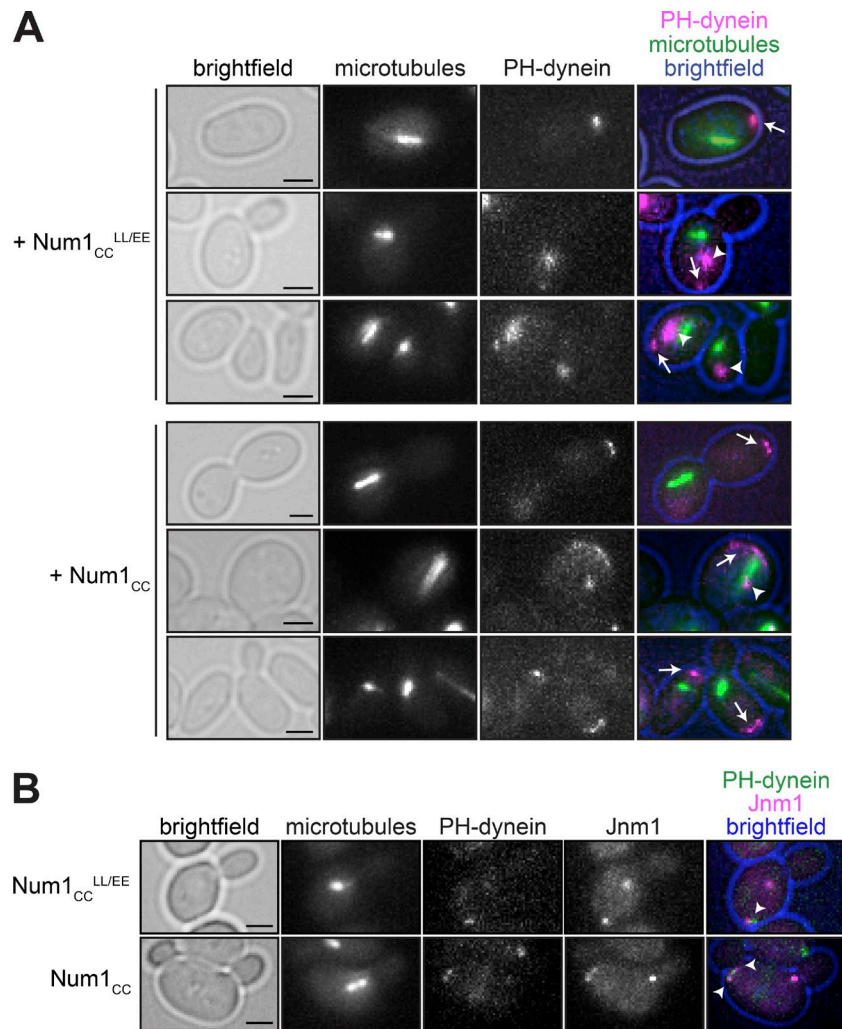 A
PH-dynein
microtubules
brightfield microtubules PH-dynein brightfield
+ Num1CC LL/EE
+ Num1CC
B
PH-dynein
Jnm1
brightfield microtubules PH-dynein Jnm1 brightfield
Num1CC LL/EE
Num1CC